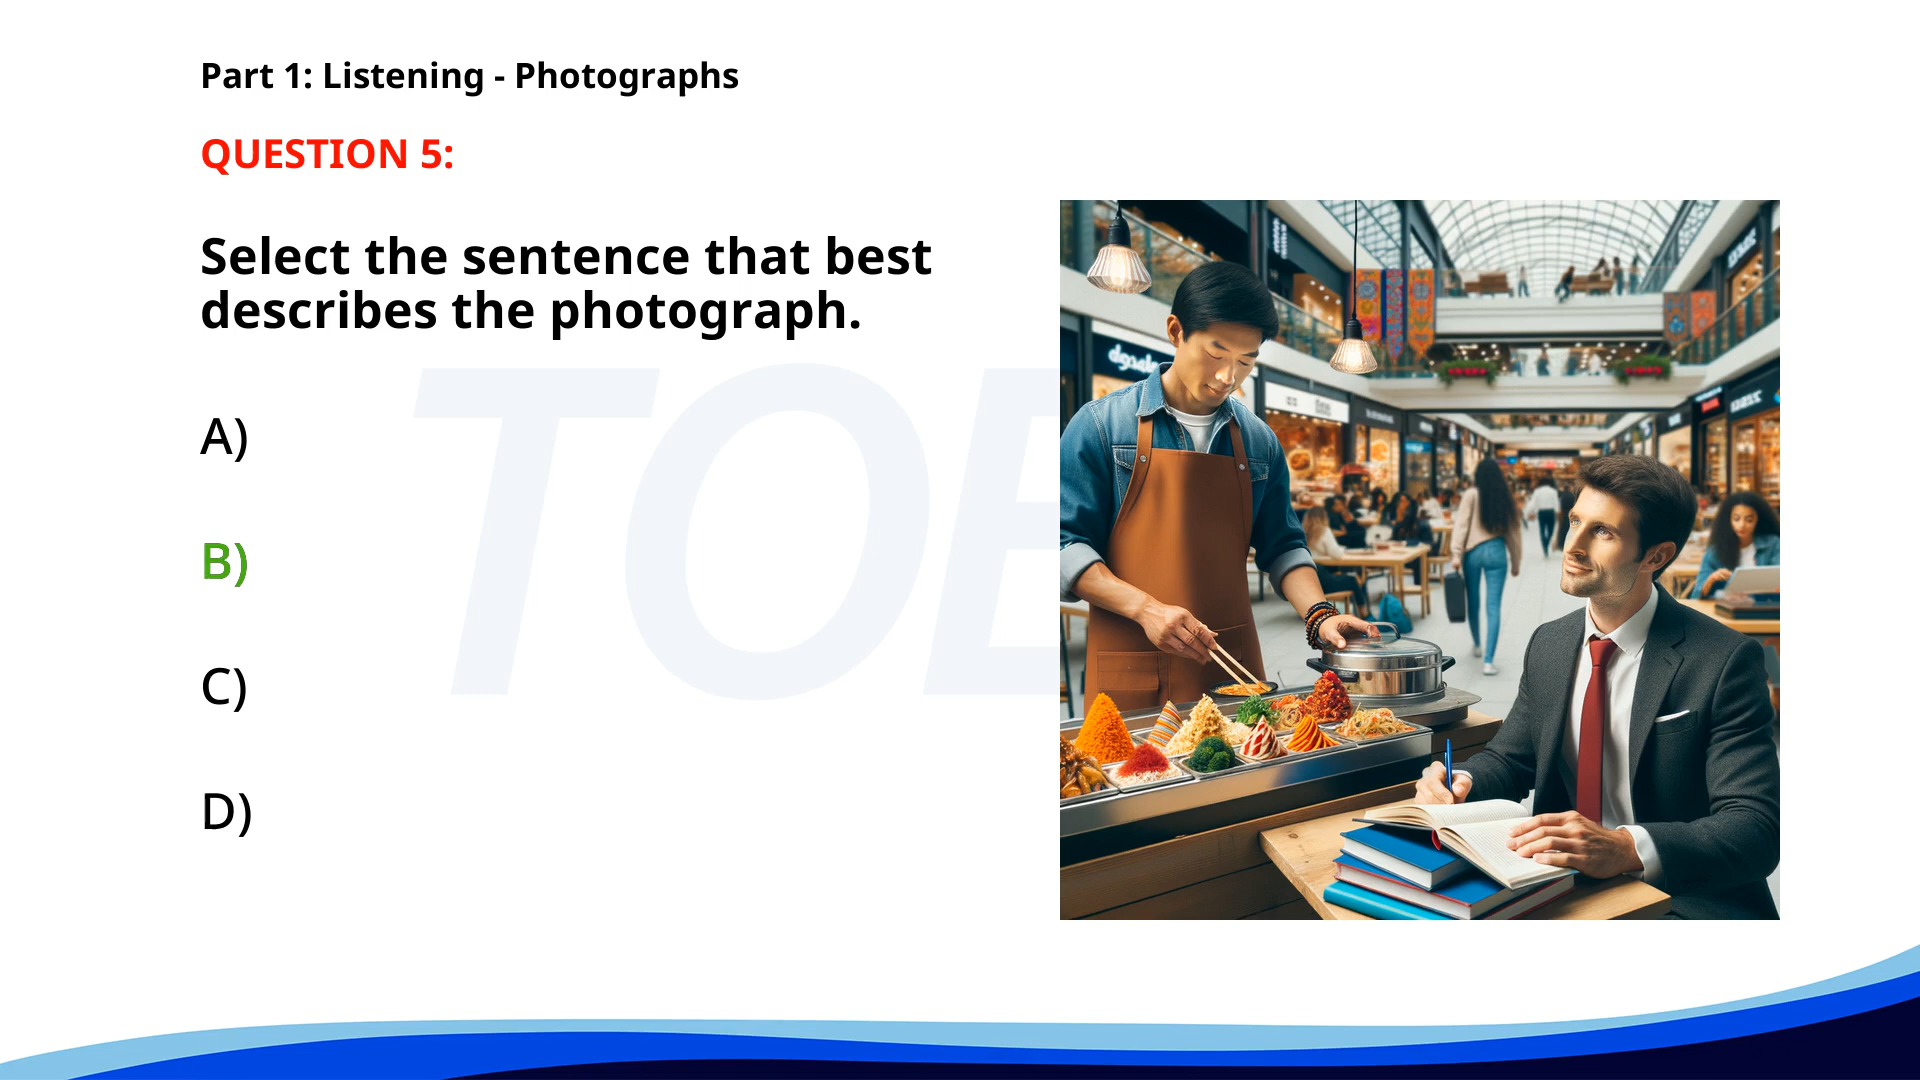 Part 1: Listening - Photographs
QUESTION 5:
Select the sentence that best
describes the photograph.
A)
B)
C)
D)